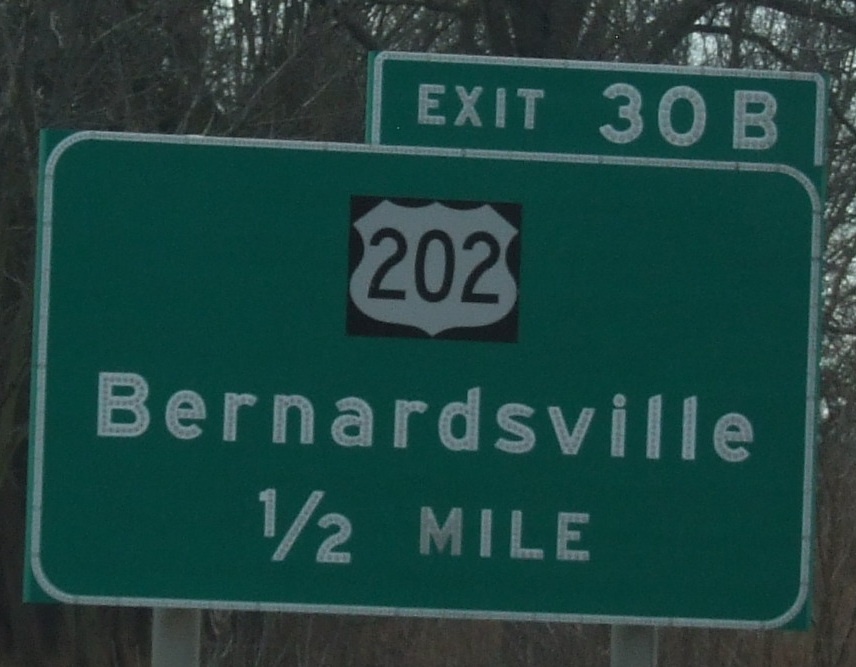 EXIT 30B
202
Bernardsville
1/2 MILE